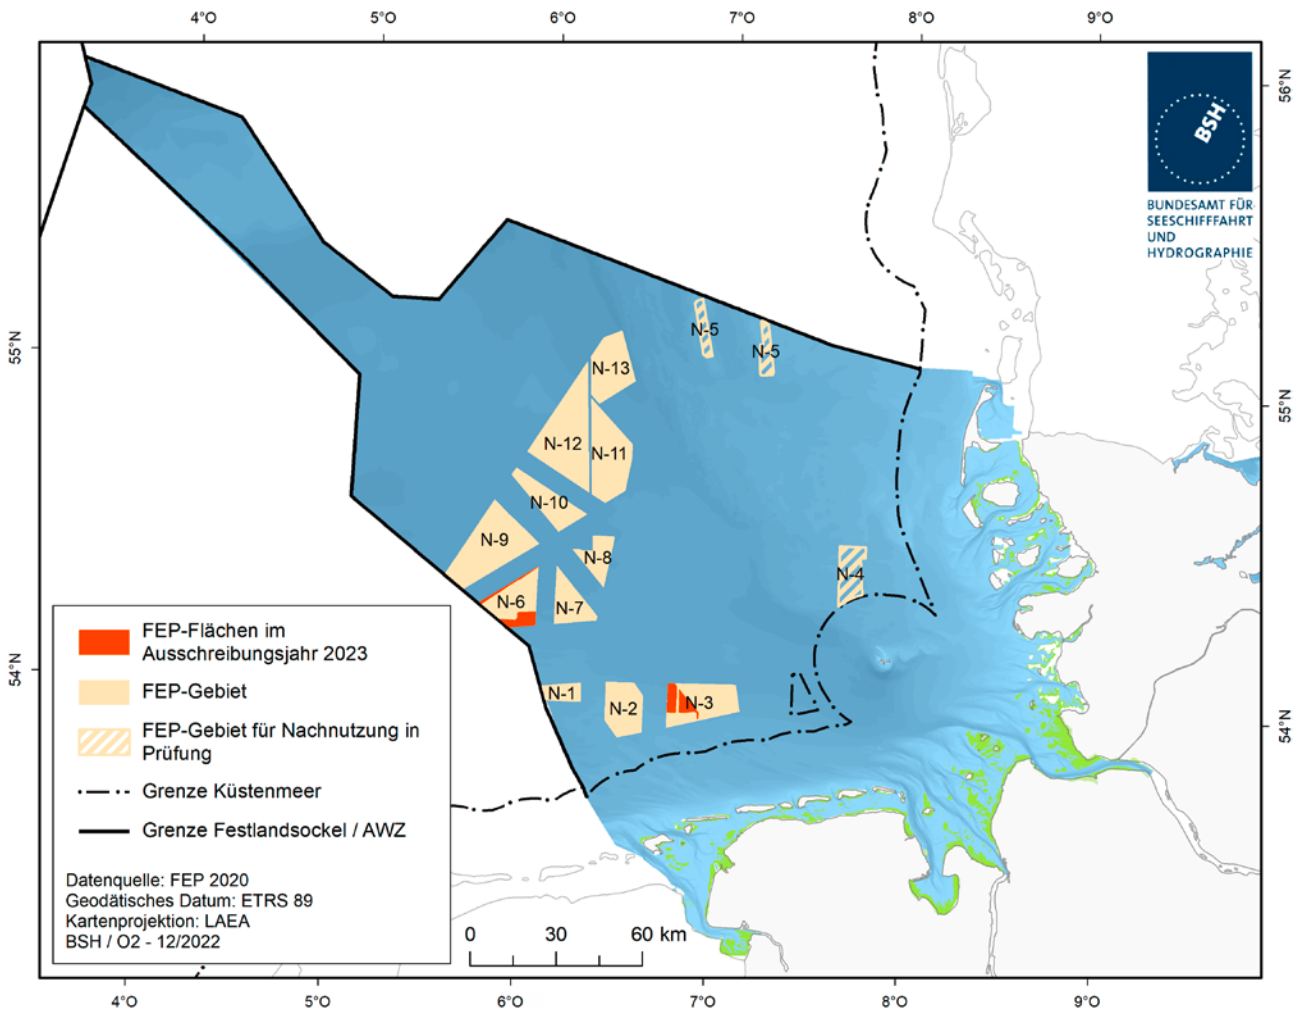 4°O 5°O 6°O 7°O 8°O 9°O
56°N
BSH
BUNDESAMT FÜR
SEESCHIFFFAHRT
UND
HYDROGRAPHIE
N-5
55°N
N-5
N-13
55°N
N-12
N-11
N-10
N-9
N-8
N-4
N-6
N-7
54°N
N-1
N-2
N-3
54°N
FEP-Flächen im
Ausschreibungsjahr 2023
FEP-Gebiet
FEP-Gebiet für Nachnutzung in
Prüfung
Grenze Küstenmeer
Grenze Festlandsockel / AWZ
Datenquelle: FEP 2020
Geodätisches Datum: ETRS 89
Kartenprojektion: LAEA
BSH / O2 - 12/2022
0 30 60 km
4°O 5°O 6°O 7°O 8°O 9°O